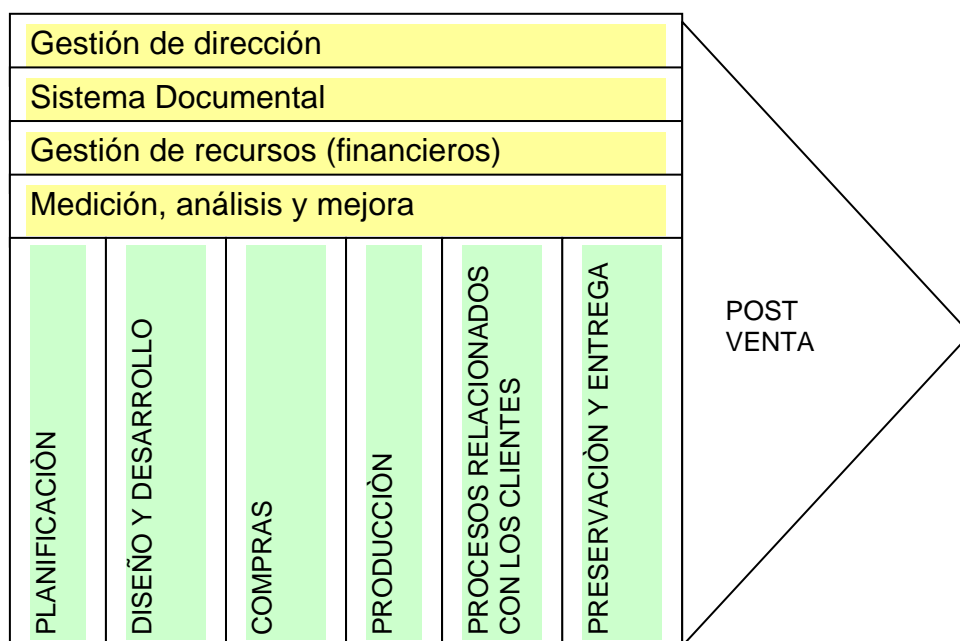 Gestión de dirección
Sistema Documental
Gestión de recursos (financieros)
Medición, análisis y mejora
PLANIFICACIÒN
DISEÑO Y DESARROLLO
COMPRAS
PRODUCCIÒN
PROCESOS RELACIONADOS
CON LOS CLIENTES
PRESERVACIÒN Y ENTREGA
POST
VENTA